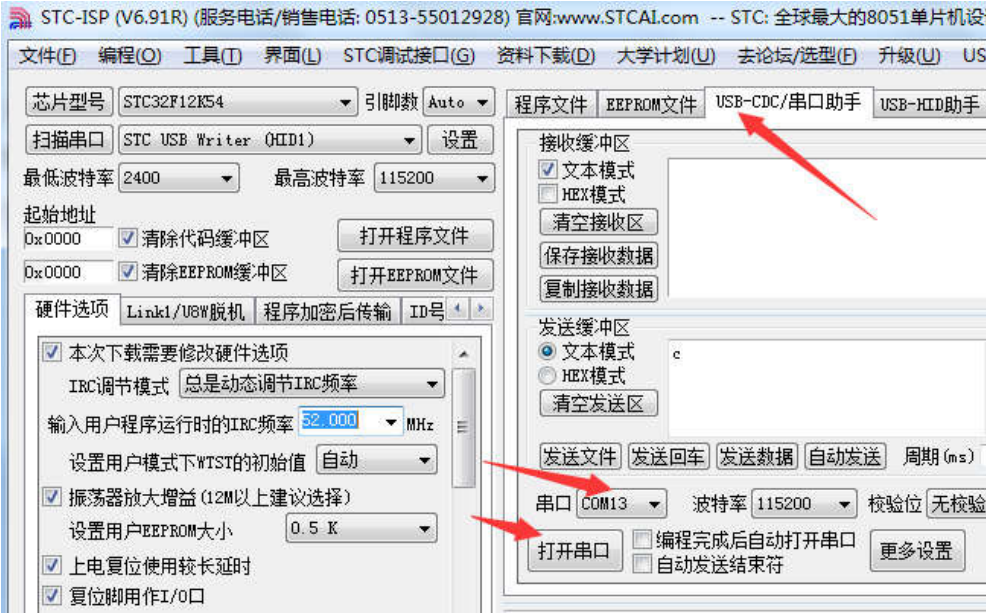 STC-ISP (V6.91R) (服务电话/销售电话: 0513-55012928) 官网:www.STCAI.com -- STC: 全球最大的8051单片机设
文件(F) 编程(O) 工具(T) 界面(L) STC调试接口(G) 资料下载(D) 大学计划(U) 去论坛/选型(F) 升级(U) US
芯片型号 STC32F12K54 引脚数 Auto
扫描串口 STC USB Writer (HID1) 设置
最低波特率 2400 最高波特率 115200
起始地址
0x0000 清除代码缓冲区 打开程序文件
0x0000 清除EEPROM缓冲区 打开EEPROM文件
硬件选项 Link1/U8W脱机 程序加密后传输 ID号
本次下载需要修改硬件选项
IRC调节模式 总是动态调节IRC频率
输入用户程序运行时的IRC频率 52.000 MHz
设置用户模式下WTST的初始值 自动
振荡器放大增益(12M以上建议选择)
设置用户EEPROM大小 0.5 K
上电复位使用较长延时
复位脚用作I/O口
程序文件 EEPROM文件 USB-CDC/串口助手 USB-HID助手
接收缓冲区
文本模式
HEX模式
清空接收区
保存接收数据
复制接收数据
发送缓冲区
文本模式 c
HEX模式
清空发送区
发送文件 发送回车 发送数据 自动发送 周期(ms)
串口 COM13 波特率 115200 校验位 无校验
打开串口 编程完成后自动打开串口 更多设置
自动发送结束符